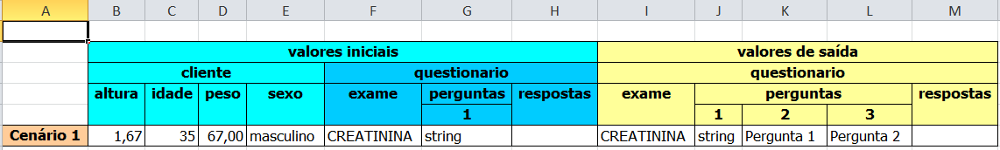 A B C D E F G H I J K L M
valores iniciais valores de saída
cliente questionario questionario
altura idade peso sexo exame perguntas respostas exame perguntas respostas
1 1 2 3
Cenário 1 1,67 35 67,00 masculino CREATININA string CREATININA string Pergunta 1 Pergunta 2